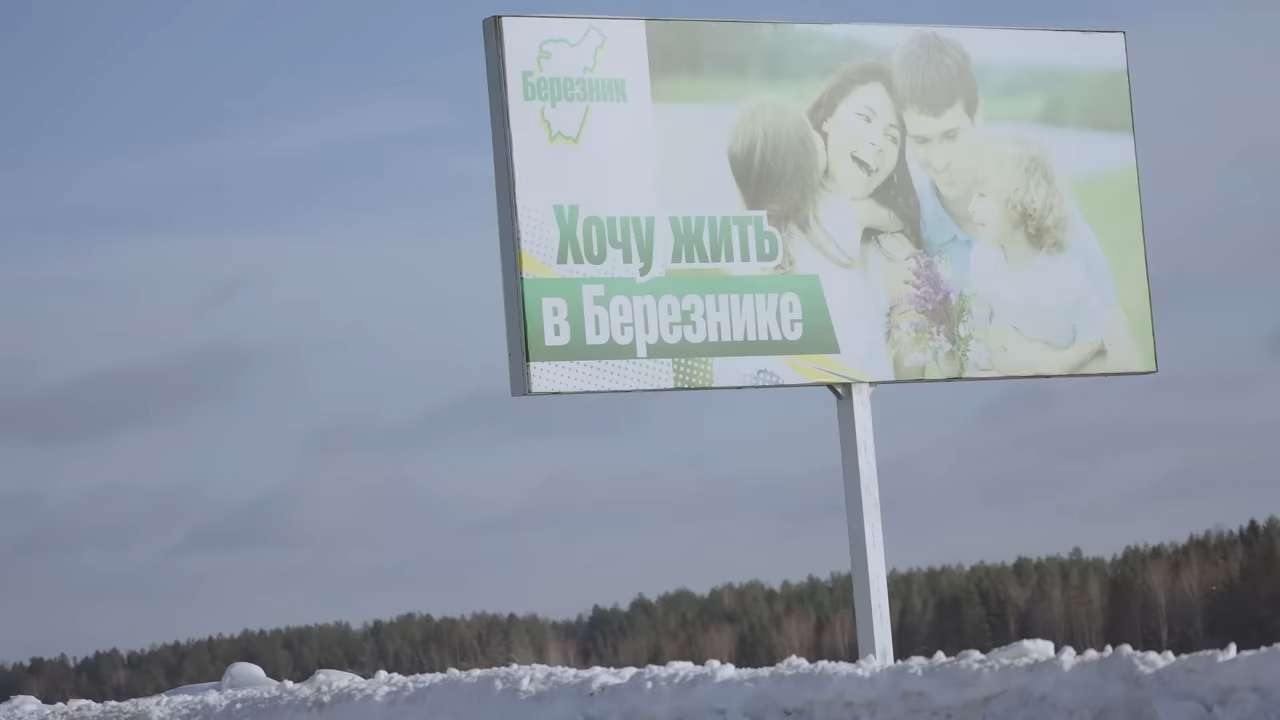 Березник
Хочу жить
в Березнике